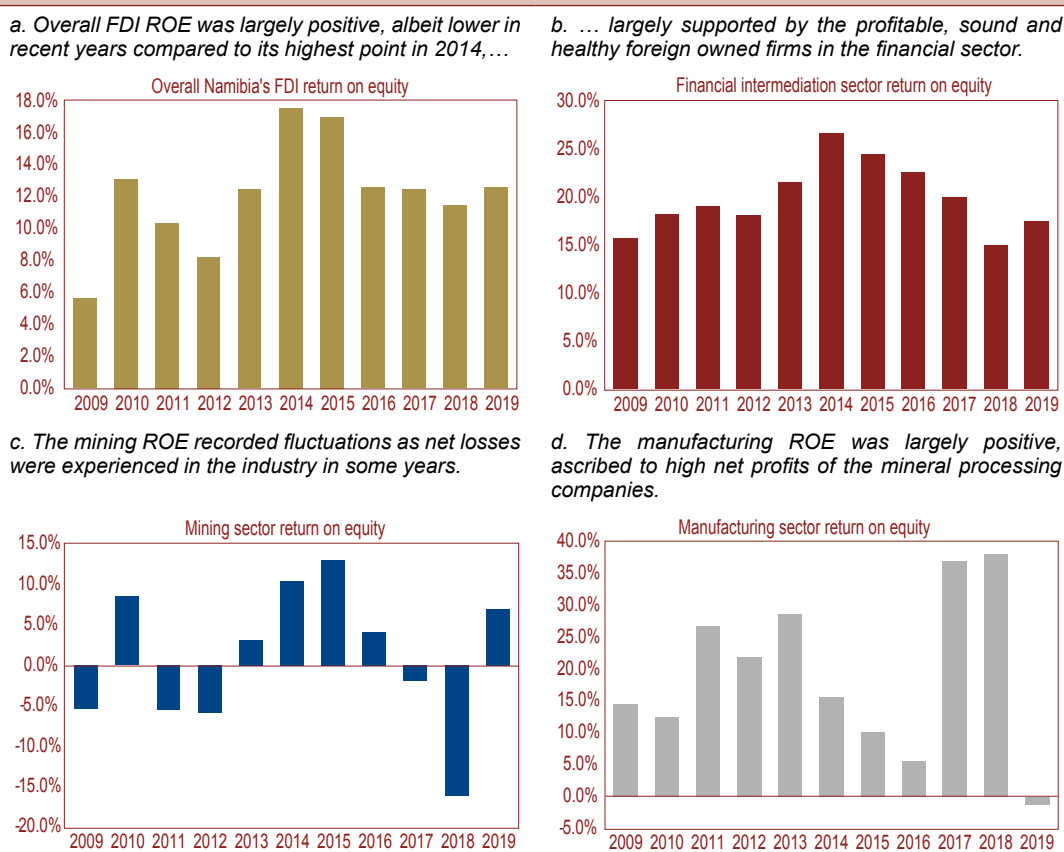 a. Overall FDI ROE was largely positive, albeit lower in
recent years compared to its highest point in 2014,…
Overall Namibia's FDI return on equity
18.0%
16.0%
14.0%
12.0%
10.0%
8.0%
6.0%
4.0%
2.0%
0.0%
2009 2010 2011 2012 2013 2014 2015 2016 2017 2018 2019
b. … largely supported by the profitable, sound and
healthy foreign owned firms in the financial sector.
Financial intermediation sector return on equity
30.0%
25.0%
20.0%
15.0%
10.0%
5.0%
0.0%
2009 2010 2011 2012 2013 2014 2015 2016 2017 2018 2019
c. The mining ROE recorded fluctuations as net losses
were experienced in the industry in some years.
Mining sector return on equity
15.0%
10.0%
5.0%
0.0%
-5.0%
-10.0%
-15.0%
-20.0%
2009 2010 2011 2012 2013 2014 2015 2016 2017 2018 2019
d. The manufacturing ROE was largely positive,
ascribed to high net profits of the mineral processing
companies.
Manufacturing sector return on equity
40.0%
35.0%
30.0%
25.0%
20.0%
15.0%
10.0%
5.0%
0.0%
-5.0%
2009 2010 2011 2012 2013 2014 2015 2016 2017 2018 2019